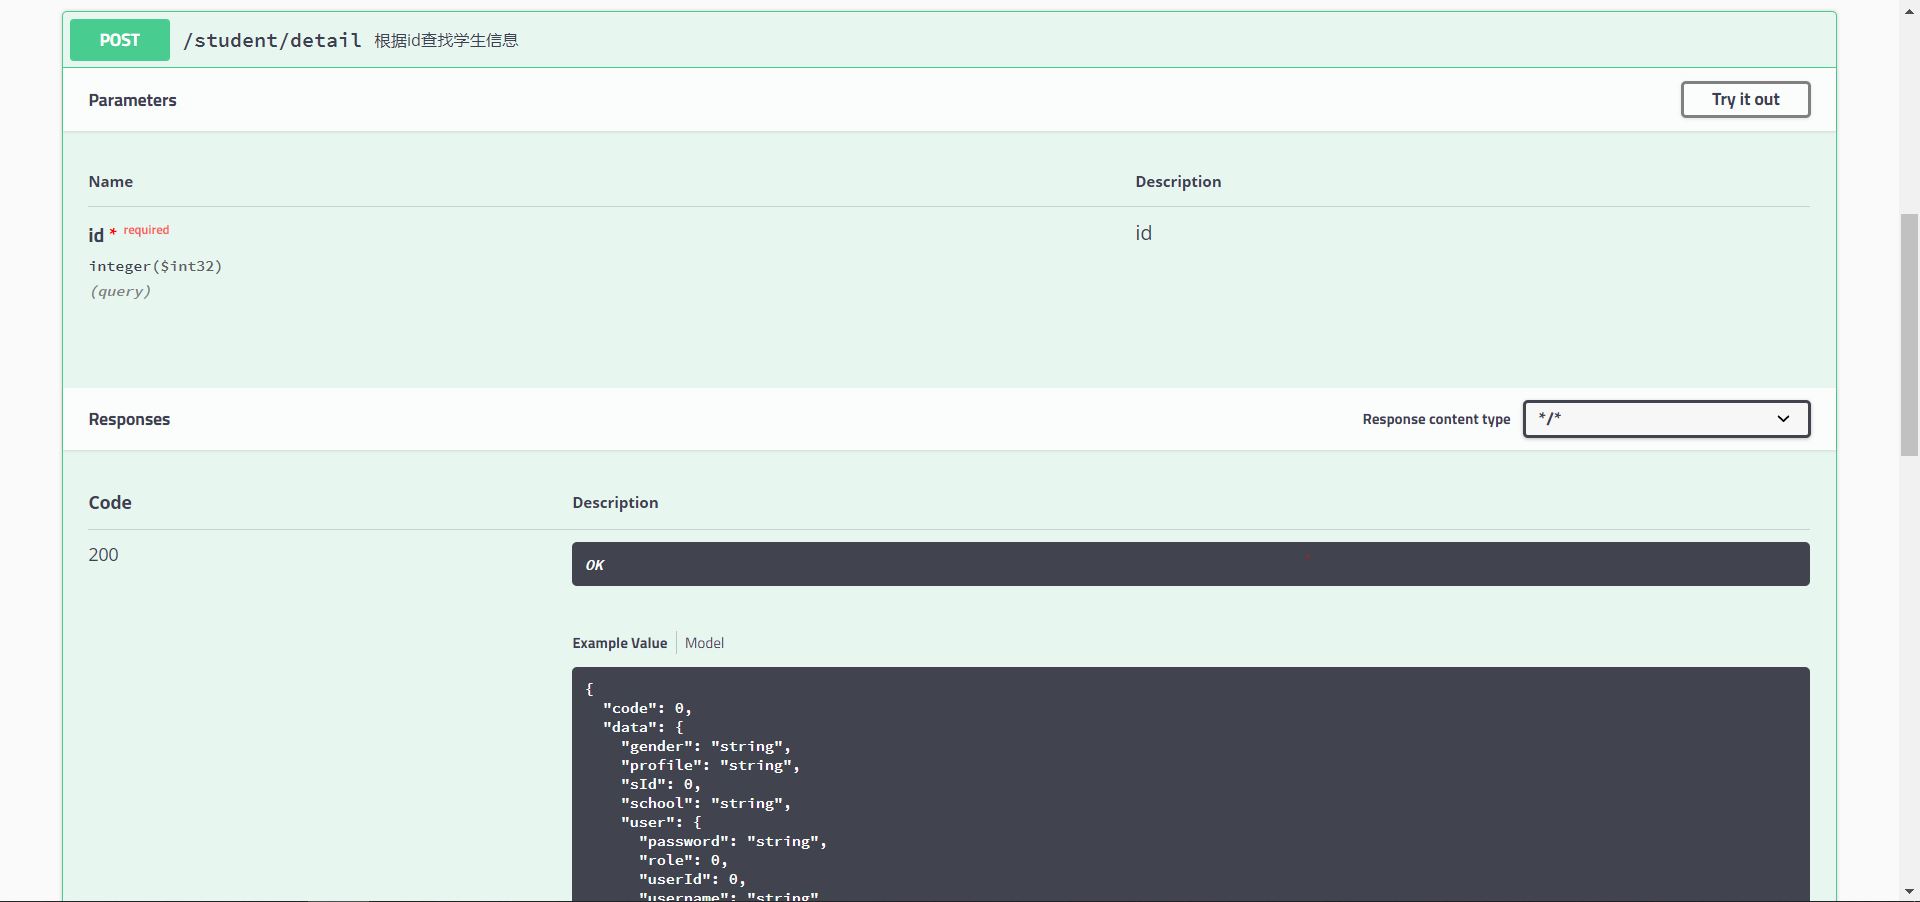 POST /student/detail 根据id查找学生信息
Parameters
Try it out
Name Description
id * required
id
integer($int32)
(query)
Responses
Response content type */*
Code Description
200
OK
Example Value Model
{
"code": 0,
"data": {
"gender": "string",
"profile": "string",
"sId": 0,
"school": "string",
"user": {
"password": "string",
"role": 0,
"userId": 0,
"username": "string"